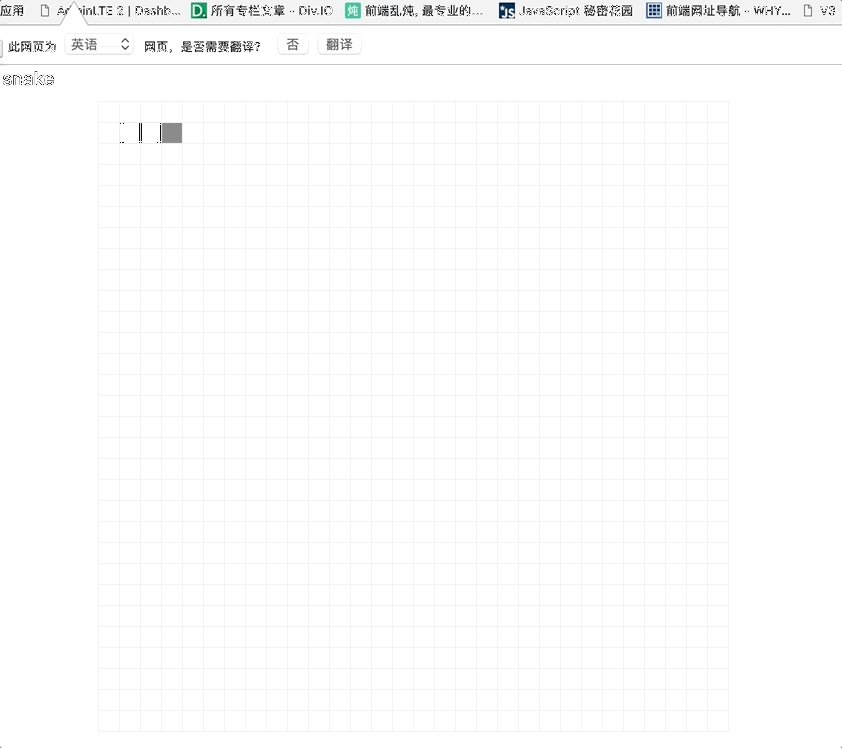 应用 AdminLTE 2 | Dashb... 所有专栏文章 - Div.IO 前端乱炖, 最专业的... JavaScript 秘密花园 前端网址导航 - WHY... V3
此网页为 英语 网页，是否需要翻译？ 否 翻译
snake